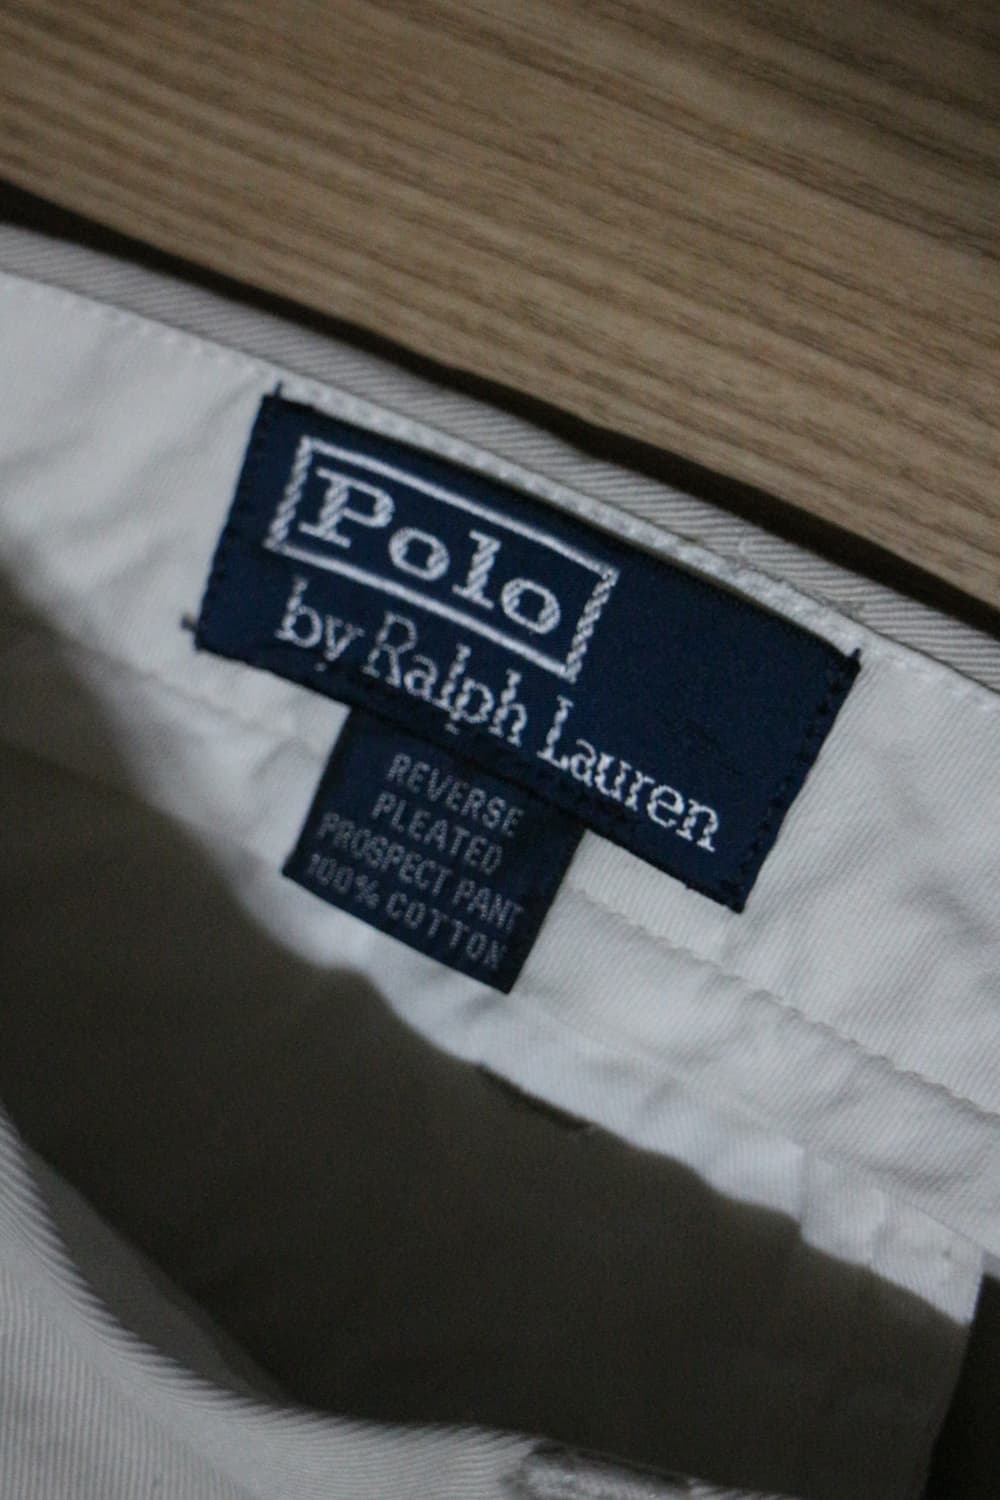 Polo
by Ralph Lauren
REVERSE
PLEATED
PROSPECT PANT
100% COTTON